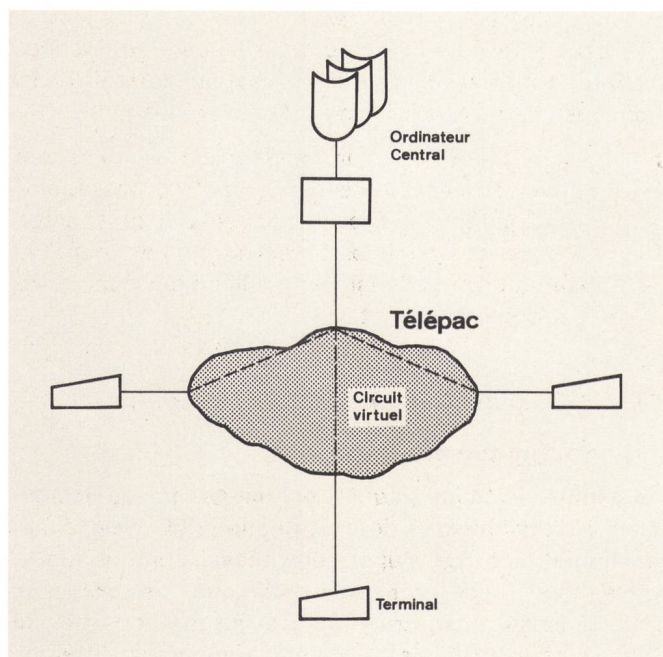 Ordinateur
Central
Télépac
Circuit
virtuel
Terminal